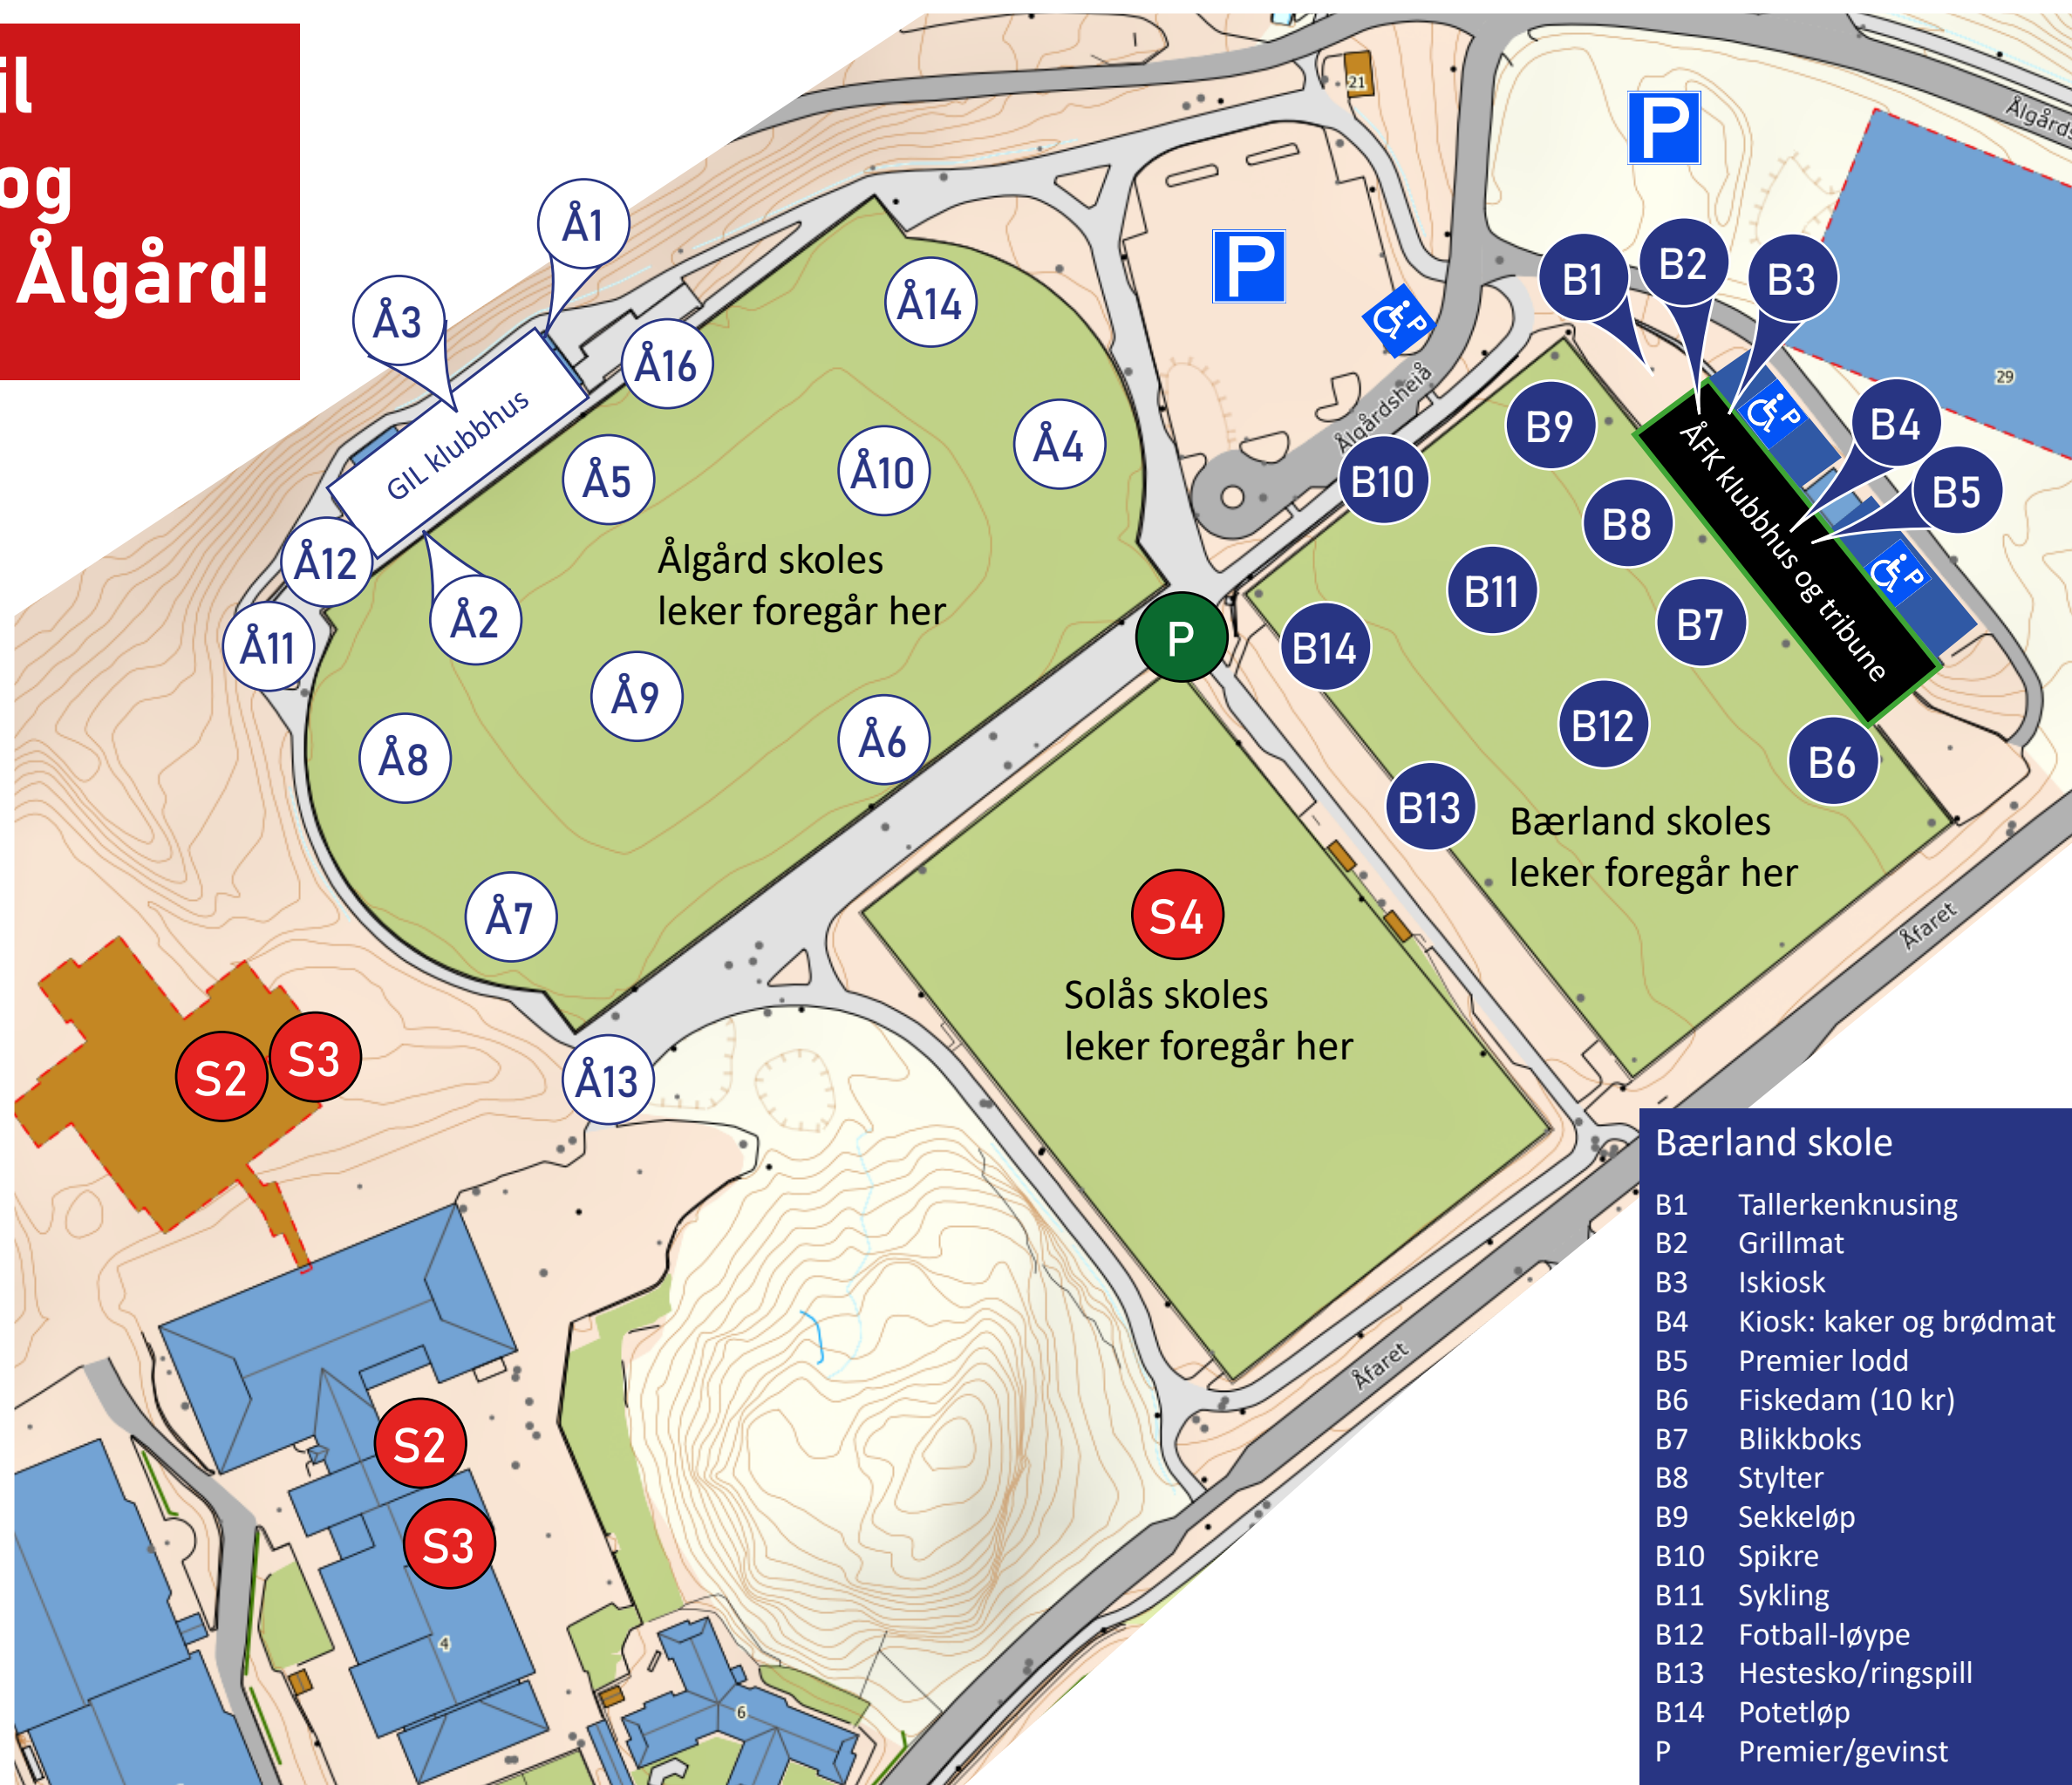 il
og
Ålgård!
21
P
Ålgårds
Å1
B2
B1
B3
P
Å14
Å3
P
Å16
29
P
Ålgårdsheiå
B4
B9
GIL klubbhus
Å4
Å10
Å5
B10
B5
B8
ÅFK klubbhus og tribune
P
Å12
Ålgård skoles
leker foregår her
B11
Å2
B7
P
Å11
B14
Å9
B12
Å6
Å8
B6
B13
Bærland skoles
leker foregår her
Å7
S4
Åfaret
Solås skoles
leker foregår her
S3
S2
Å13
Åfaret
S2
S3
4
6
Bærland skole
B1 Tallerkenknusing
B2 Grillmat
B3 Iskiosk
B4 Kiosk: kaker og brødmat
B5 Premier lodd
B6 Fiskedam (10 kr)
B7 Blikkboks
B8 Stylter
B9 Sekkeløp
B10 Spikre
B11 Sykling
B12 Fotball-løype
B13 Hestesko/ringspill
B14 Potetløp
P Premier/gevinst